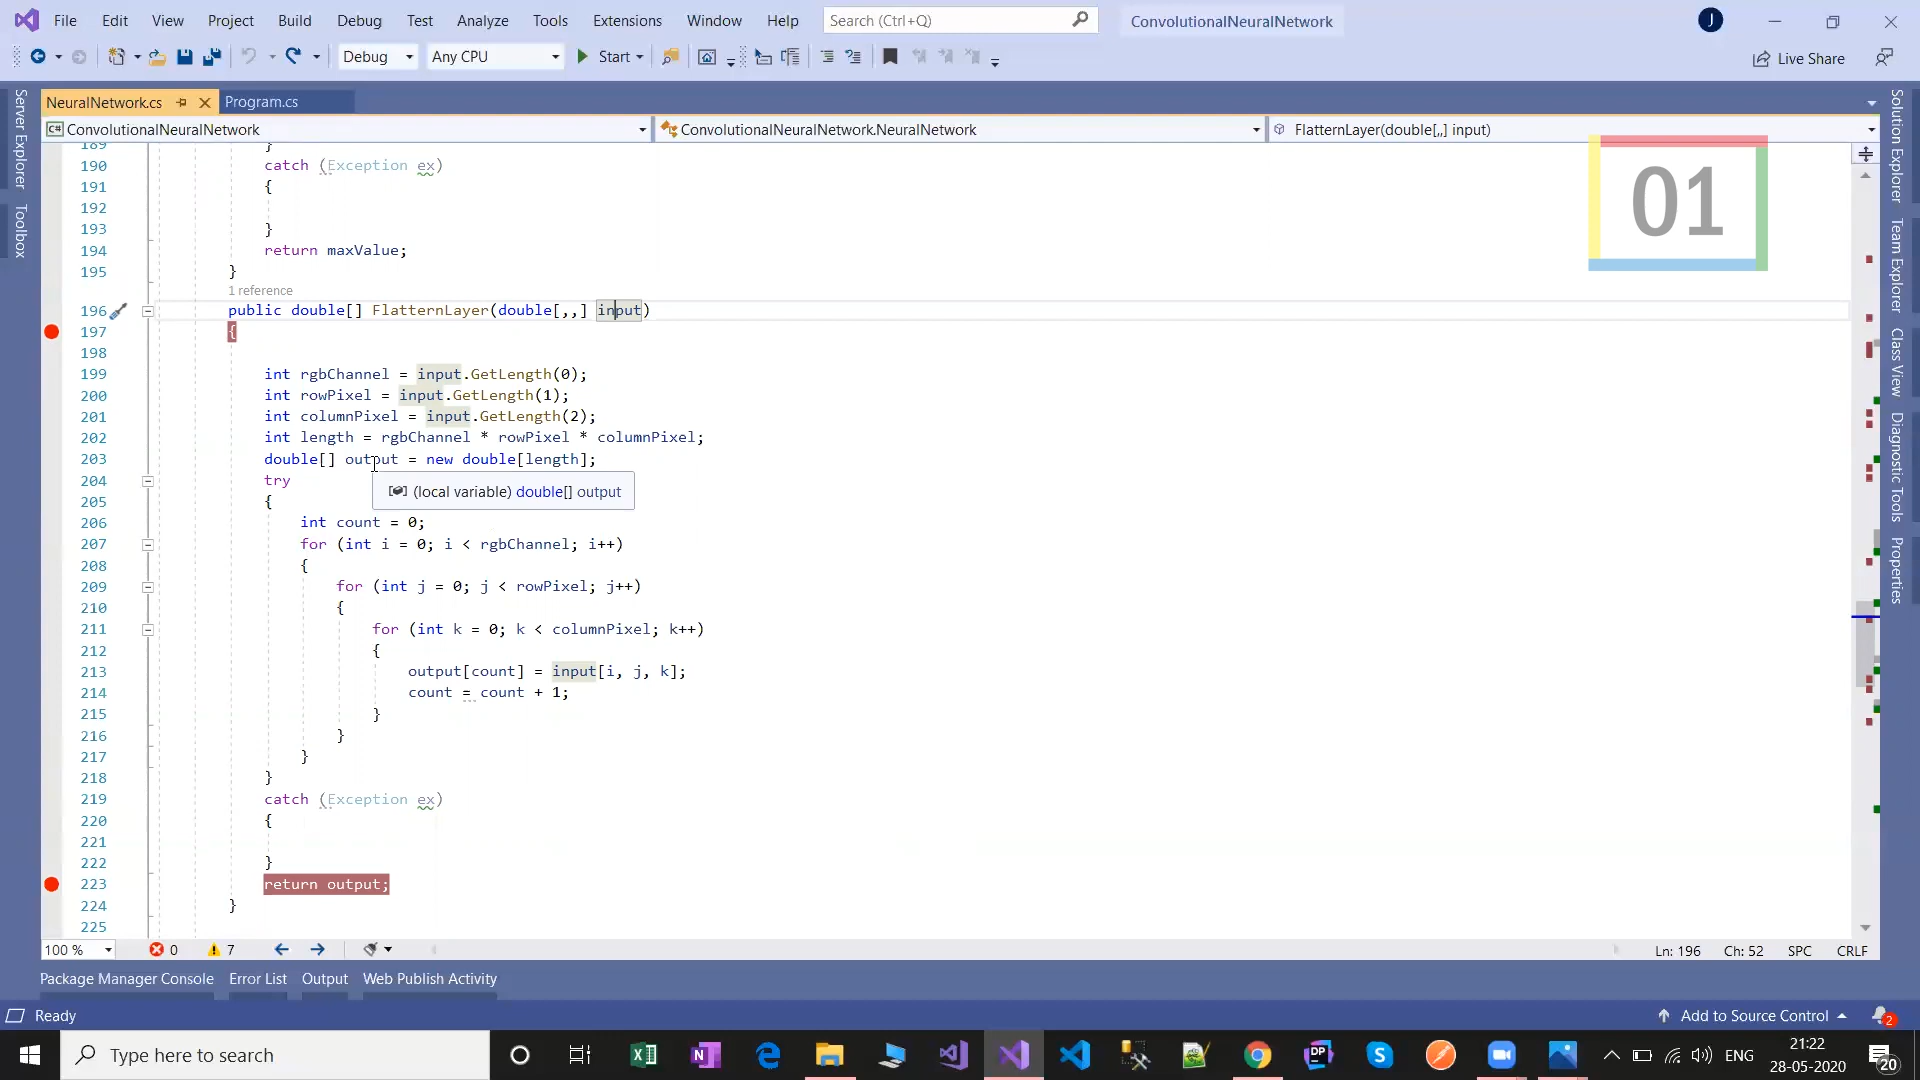 File Edit View Project Build Debug Test Analyze Tools Extensions Window Help Search (Ctrl+Q) ConvolutionalNeuralNetwork J
Debug Any CPU Start Live Share
NeuralNetwork.cs Program.cs
C# ConvolutionalNeuralNetwork ConvolutionalNeuralNetwork.NeuralNetwork FlatternLayer(double[,,] input)
Server Explorer
Toolbox
Solution Explorer
Team Explorer
Class View
Diagnostic Tools
Properties
01
189 }
190 catch (Exception ex)
191 {
192
193 }
194 return maxValue;
195 }
1 reference
196 public double[] FlatternLayer(double[,,] input)
197 {
198
199 int rgbChannel = input.GetLength(0);
200 int rowPixel = input.GetLength(1);
201 int columnPixel = input.GetLength(2);
202 int length = rgbChannel * rowPixel * columnPixel;
203 double[] output = new double[length];
204 try
(local variable) double[] output
205 {
206 int count = 0;
207 for (int i = 0; i < rgbChannel; i++)
208 {
209 for (int j = 0; j < rowPixel; j++)
210 {
211 for (int k = 0; k < columnPixel; k++)
212 {
213 output[count] = input[i, j, k];
214 count = count + 1;
215 }
216 }
217 }
218 }
219 catch (Exception ex)
220 {
221
222 }
223 return output;
224 }
225
100 % 0 7 Ln: 196 Ch: 52 SPC CRLF
Package Manager Console Error List Output Web Publish Activity
Ready Add to Source Control 2
Type here to search ENG 21:22
28-05-2020 20